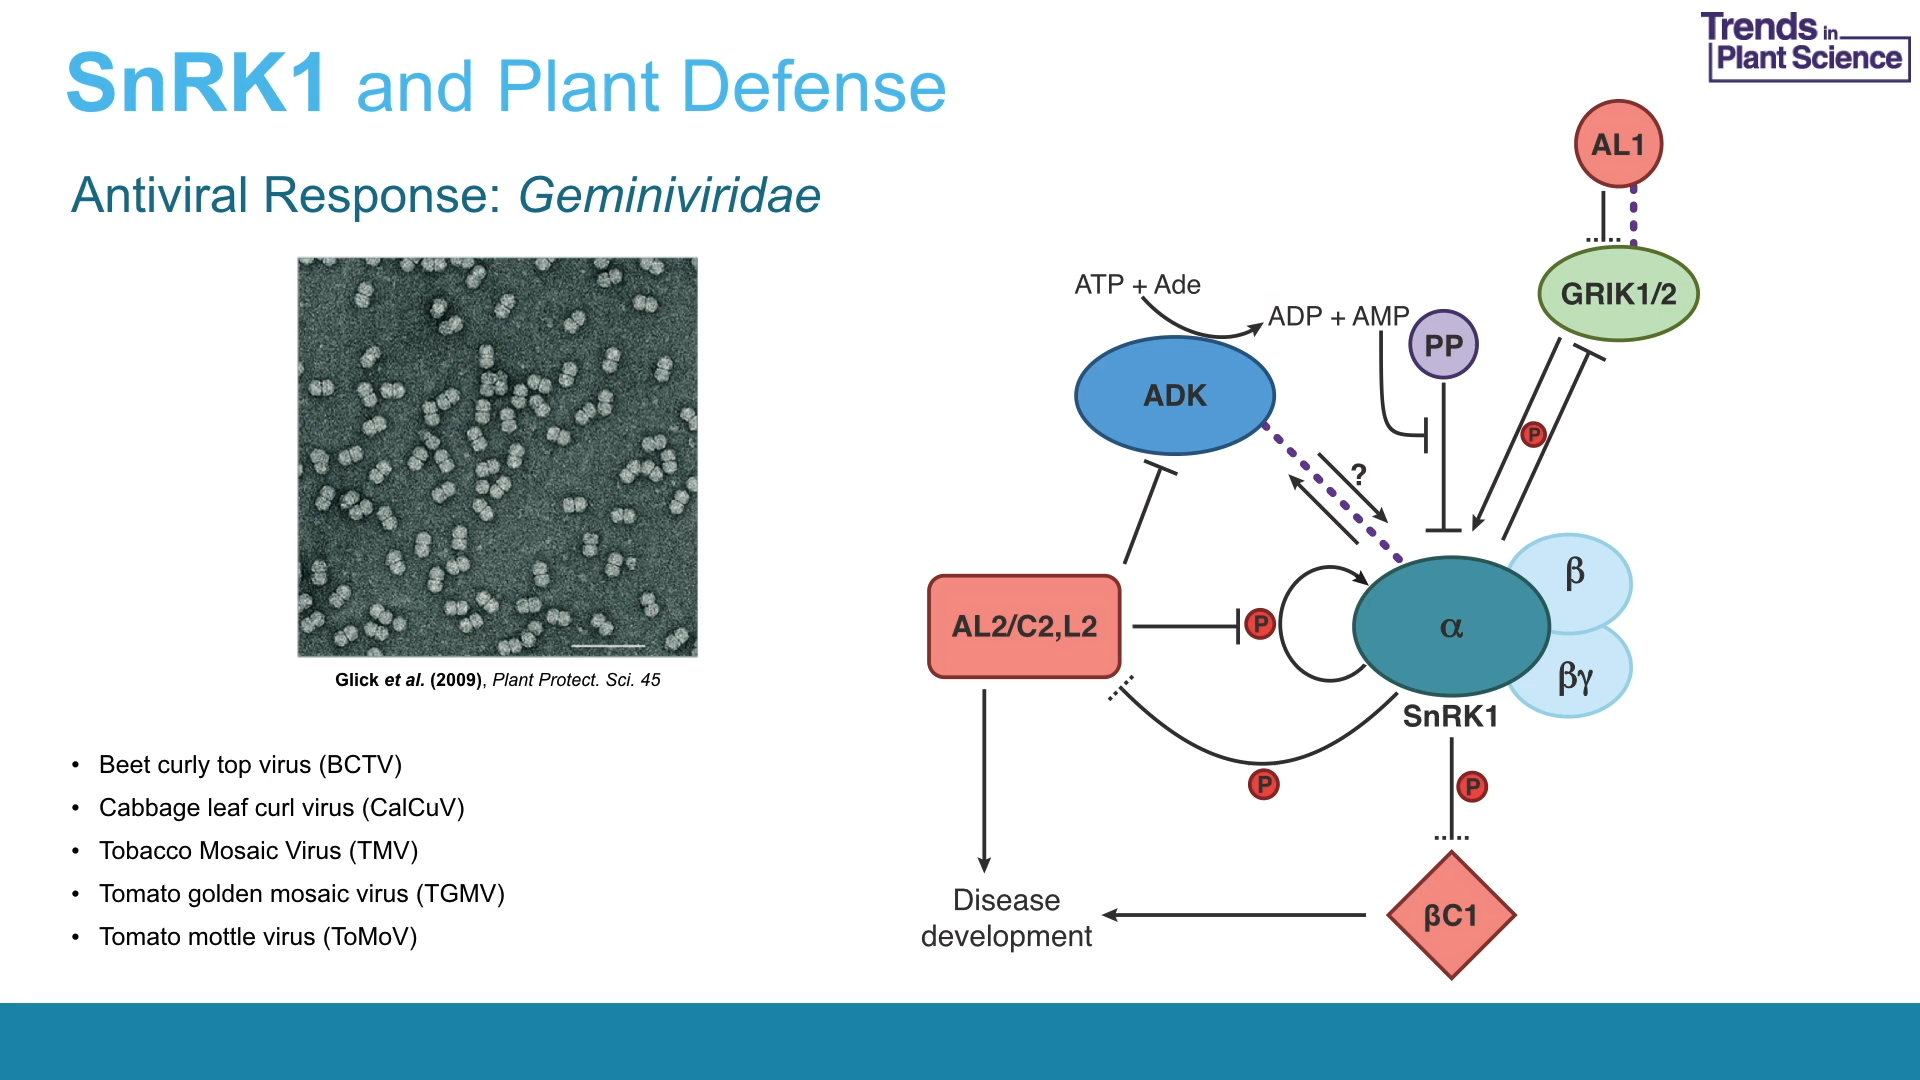 SnRK1 and Plant Defense
Trends in
Plant Science
Antiviral Response: Geminiviridae
Glick et al. (2009), Plant Protect. Sci. 45
• Beet curly top virus (BCTV)
• Cabbage leaf curl virus (CalCuV)
• Tobacco Mosaic Virus (TMV)
• Tomato golden mosaic virus (TGMV)
• Tomato mottle virus (ToMoV)
AL1
GRIK1/2
ATP + Ade
ADP + AMP
PP
ADK
P
?
β
AL2/C2,L2
P
α
βγ
SnRK1
P
P
Disease
development
βC1